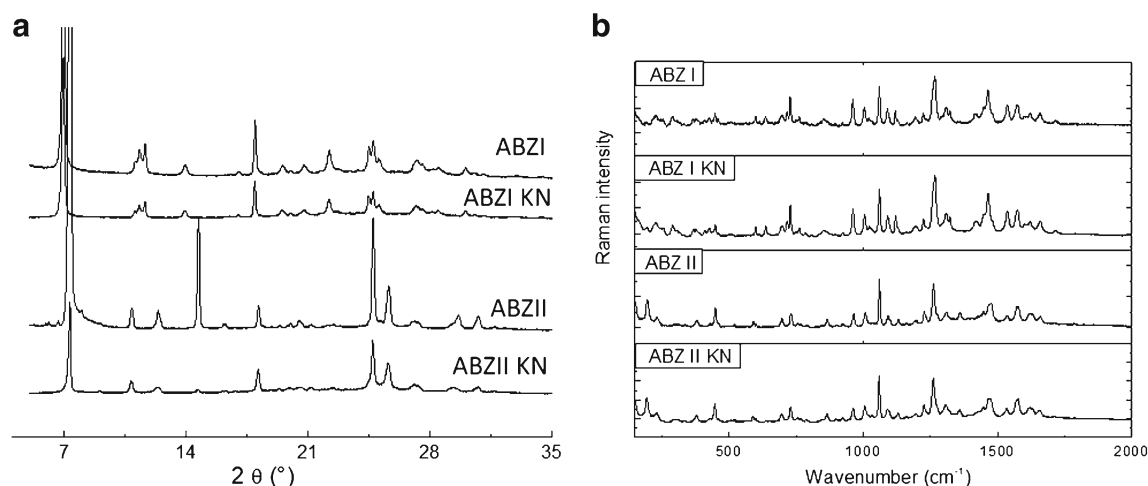 a
ABZI
ABZI KN
ABZII
ABZII KN
7 14 21 28 35
2 θ (°)
b
ABZ I
ABZ I KN
ABZ II
ABZ II KN
Raman intensity
500 1000 1500 2000
Wavenumber (cm⁻¹)